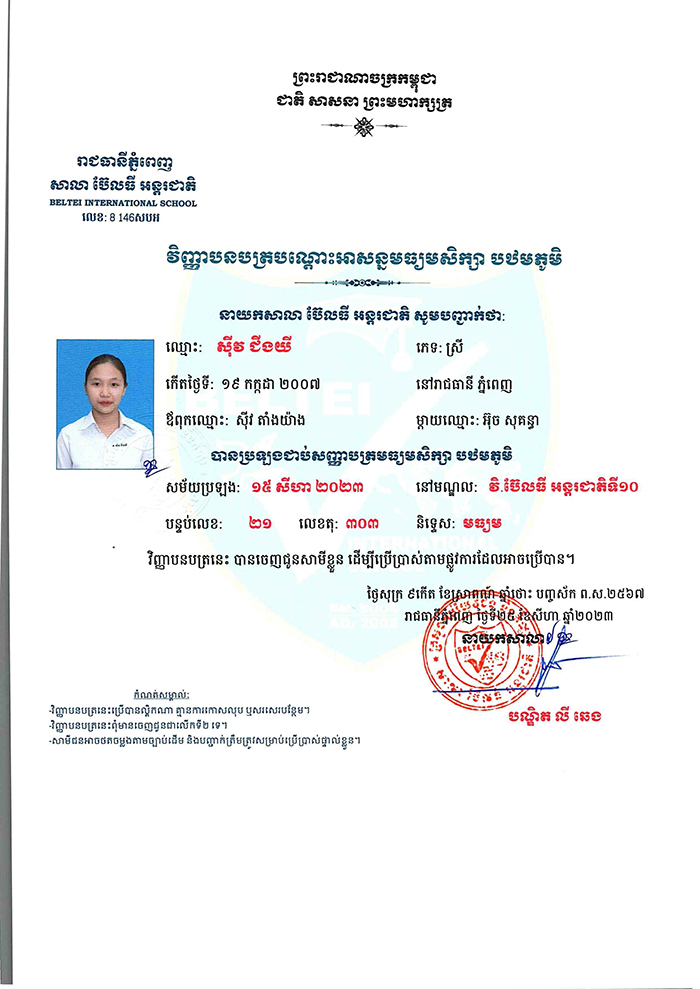 ព្រះរាជាណាចក្រកម្ពុជា
ជាតិ សាសនា ព្រះមហាក្សត្រ
រាជធានីភ្នំពេញ
សាលា ប៊ែលធី អន្តរជាតិ
BELTEI INTERNATIONAL SCHOOL
លេខ: 8 146សបអ
វិញ្ញាបនបត្របណ្តោះអាសន្នមធ្យមសិក្សា បឋមភូមិ
នាយកសាលា ប៊ែលធី អន្តរជាតិ សូមបញ្ជាក់ថា:
ឈ្មោះ: ស៊ីវ ជីងយី ភេទ: ស្រី
កើតថ្ងៃទី: ១៩ កក្កដា ២០០៧ នៅរាជធានី ភ្នំពេញ
ឪពុកឈ្មោះ: ស៊ីវ តាំងយ៉ាង ម្តាយឈ្មោះ: អ៊ុច សុគន្ធា
បានប្រឡងជាប់សញ្ញាបត្រមធ្យមសិក្សា បឋមភូមិ
សម័យប្រឡង: ១៥ សីហា ២០២៣ នៅមណ្ឌល: វិ.ប៊ែលធី អន្តរជាតិទី១០
បន្ទប់លេខ: ២១ លេខតុ: ៣០៣ និទ្ទេស: មធ្យម
វិញ្ញាបនបត្រនេះ បានចេញជូនសាមីខ្លួន ដើម្បីប្រើប្រាស់តាមផ្លូវការដែលអាចប្រើបាន។
ថ្ងៃសុក្រ ៩កើត ខែស្រាពណ៍ ឆ្នាំថោះ បញ្ចស័ក ព.ស.២៥៦៧
រាជធានីភ្នំពេញ ថ្ងៃទី២៥ ខែសីហា ឆ្នាំ២០២៣
នាយកសាលា
BELTEI
បណ្ឌិត លី ឆេង
កំណត់សម្គាល់:
-វិញ្ញាបនបត្រនេះប្រើបានល្អិកណា គ្មានការកោសលុប ឬសរសេរបន្ថែម។
-វិញ្ញាបនបត្រនេះពុំមានចេញជូនជាលើកទី២ ទេ។
-សាមីជនអាចថតចម្លងតាមច្បាប់ដើម និងបញ្ជាក់ត្រឹមត្រូវសម្រាប់ប្រើប្រាស់ផ្ទាល់ខ្លួន។